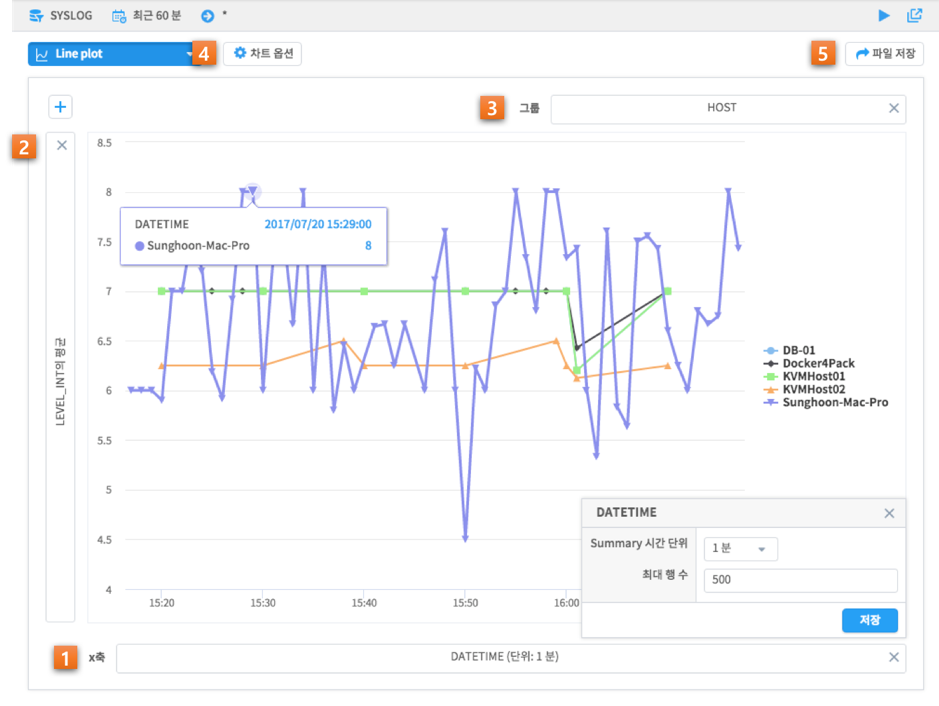 SYSLOG 최근 60 분 *
Line plot 4 차트 옵션 5 파일 저장
+
3 그룹 HOST
2
8.5
8
7.5
7
6.5
6
5.5
5
4.5
4
LEVEL_INT의 평균
DATETIME 2017/07/20 15:29:00
Sunghoon-Mac-Pro 8
DB-01
Docker4Pack
KVMHost01
KVMHost02
Sunghoon-Mac-Pro
15:20 15:30 15:40 15:50 16:00
DATETIME
Summary 시간 단위 1 분
최대 행 수 500
저장
1 x축 DATETIME (단위: 1 분)